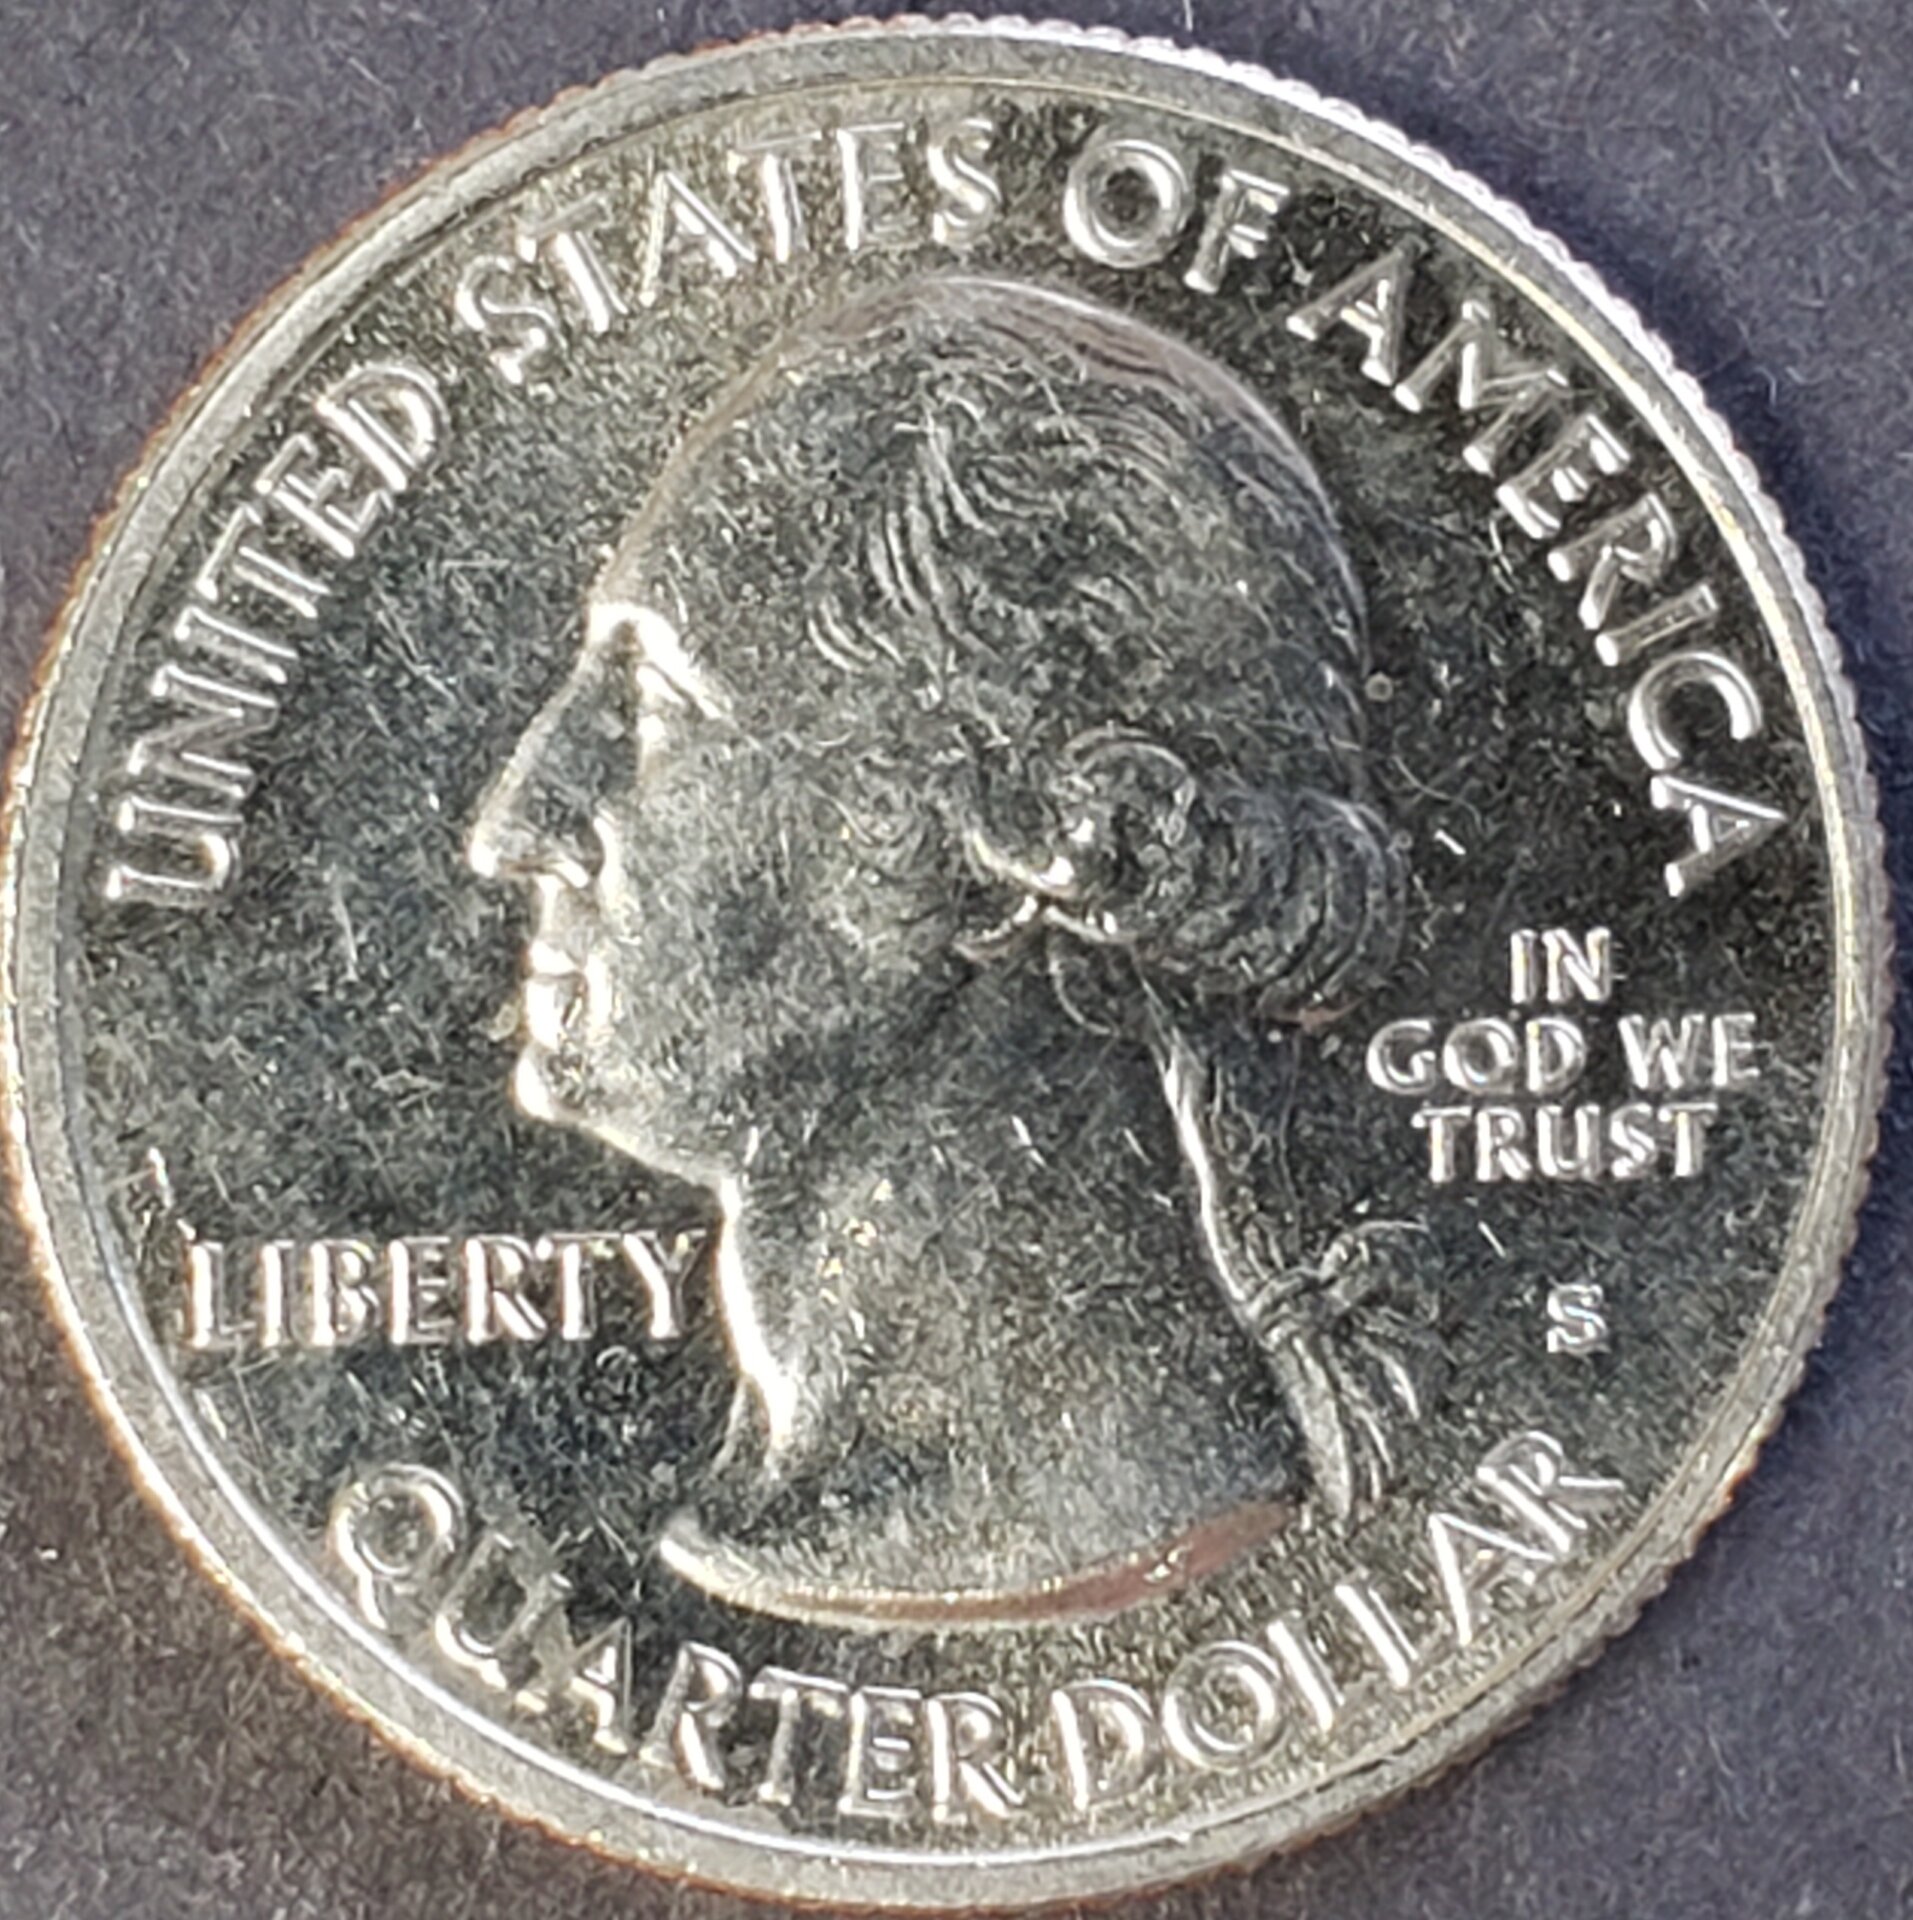 UNITED STATES OF AMERICA
IN
GOD WE
TRUST
LIBERTY
S
QUARTER DOLLAR